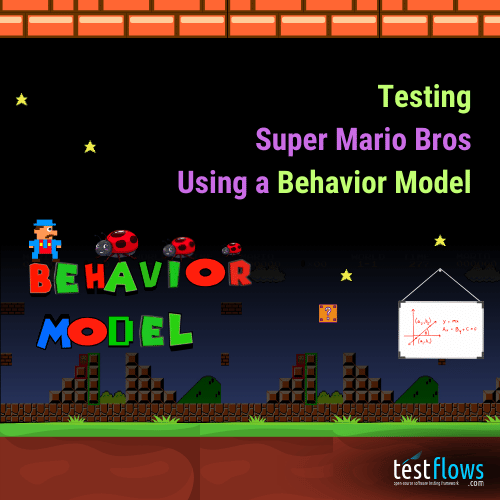 Testing
Super Mario Bros
Using a Behavior Model
BEHAVIOR
MODEL
?
testflows
open-source software testing framework .com